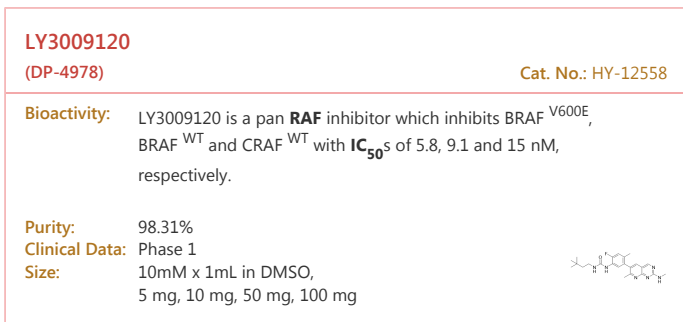 LY3009120
(DP-4978) Cat. No.: HY-12558
Bioactivity: LY3009120 is a pan RAF inhibitor which inhibits BRAF V600E,
BRAF WT and CRAF WT with IC50s of 5.8, 9.1 and 15 nM,
respectively.
Purity: 98.31%
Clinical Data: Phase 1
Size: 10mM x 1mL in DMSO,
5 mg, 10 mg, 50 mg, 100 mg